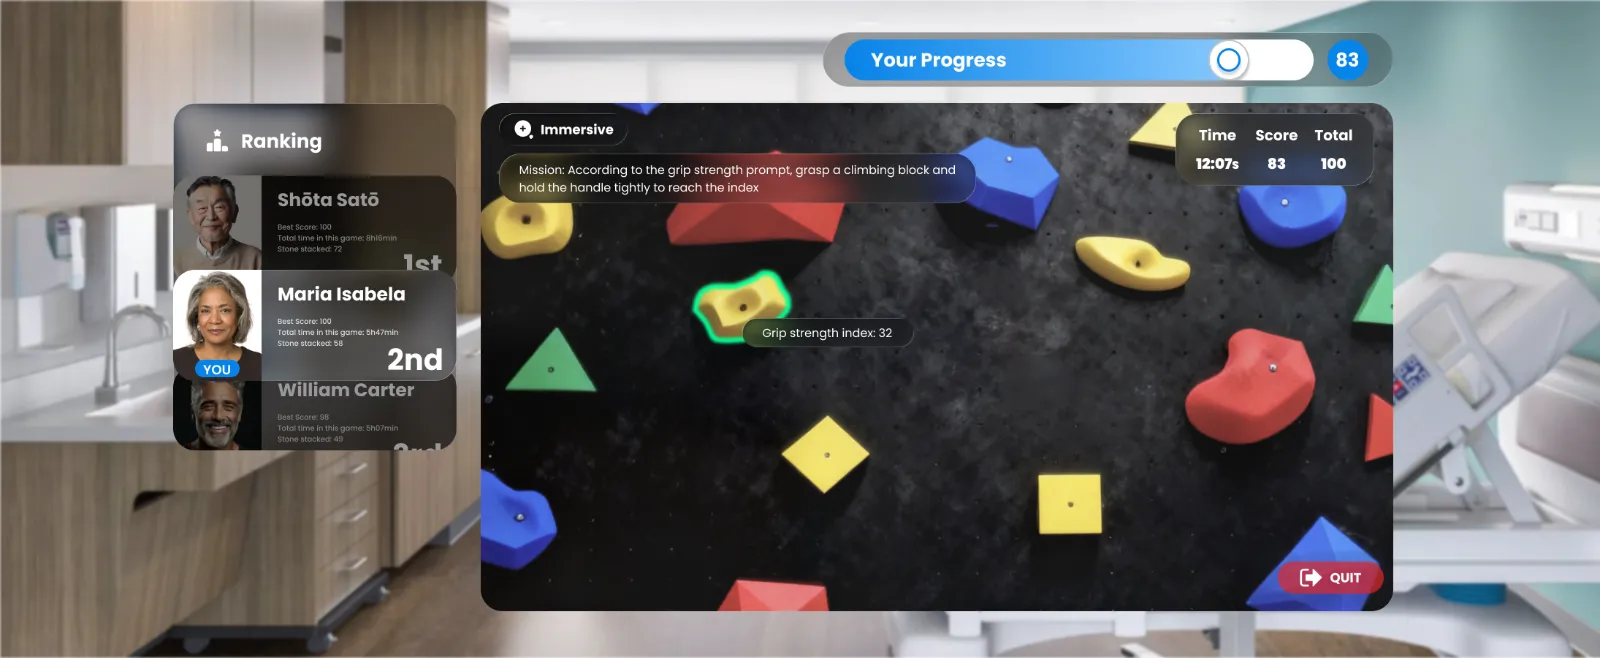 Your Progress
83
Ranking
Shōta Satō
Best Score: 100
Total time in this game: 8h16min
Stone stacked: 72
1st
Maria Isabela
Best Score: 100
Total time in this game: 5h47min
Stone stacked: 58
2nd
YOU
William Carter
Best Score: 98
Total time in this game: 5h07min
Stone stacked: 49
3rd
Immersive
Mission: According to the grip strength prompt, grasp a climbing block and
hold the handle tightly to reach the index
Time Score Total
12:07s 83 100
Grip strength index: 32
QUIT